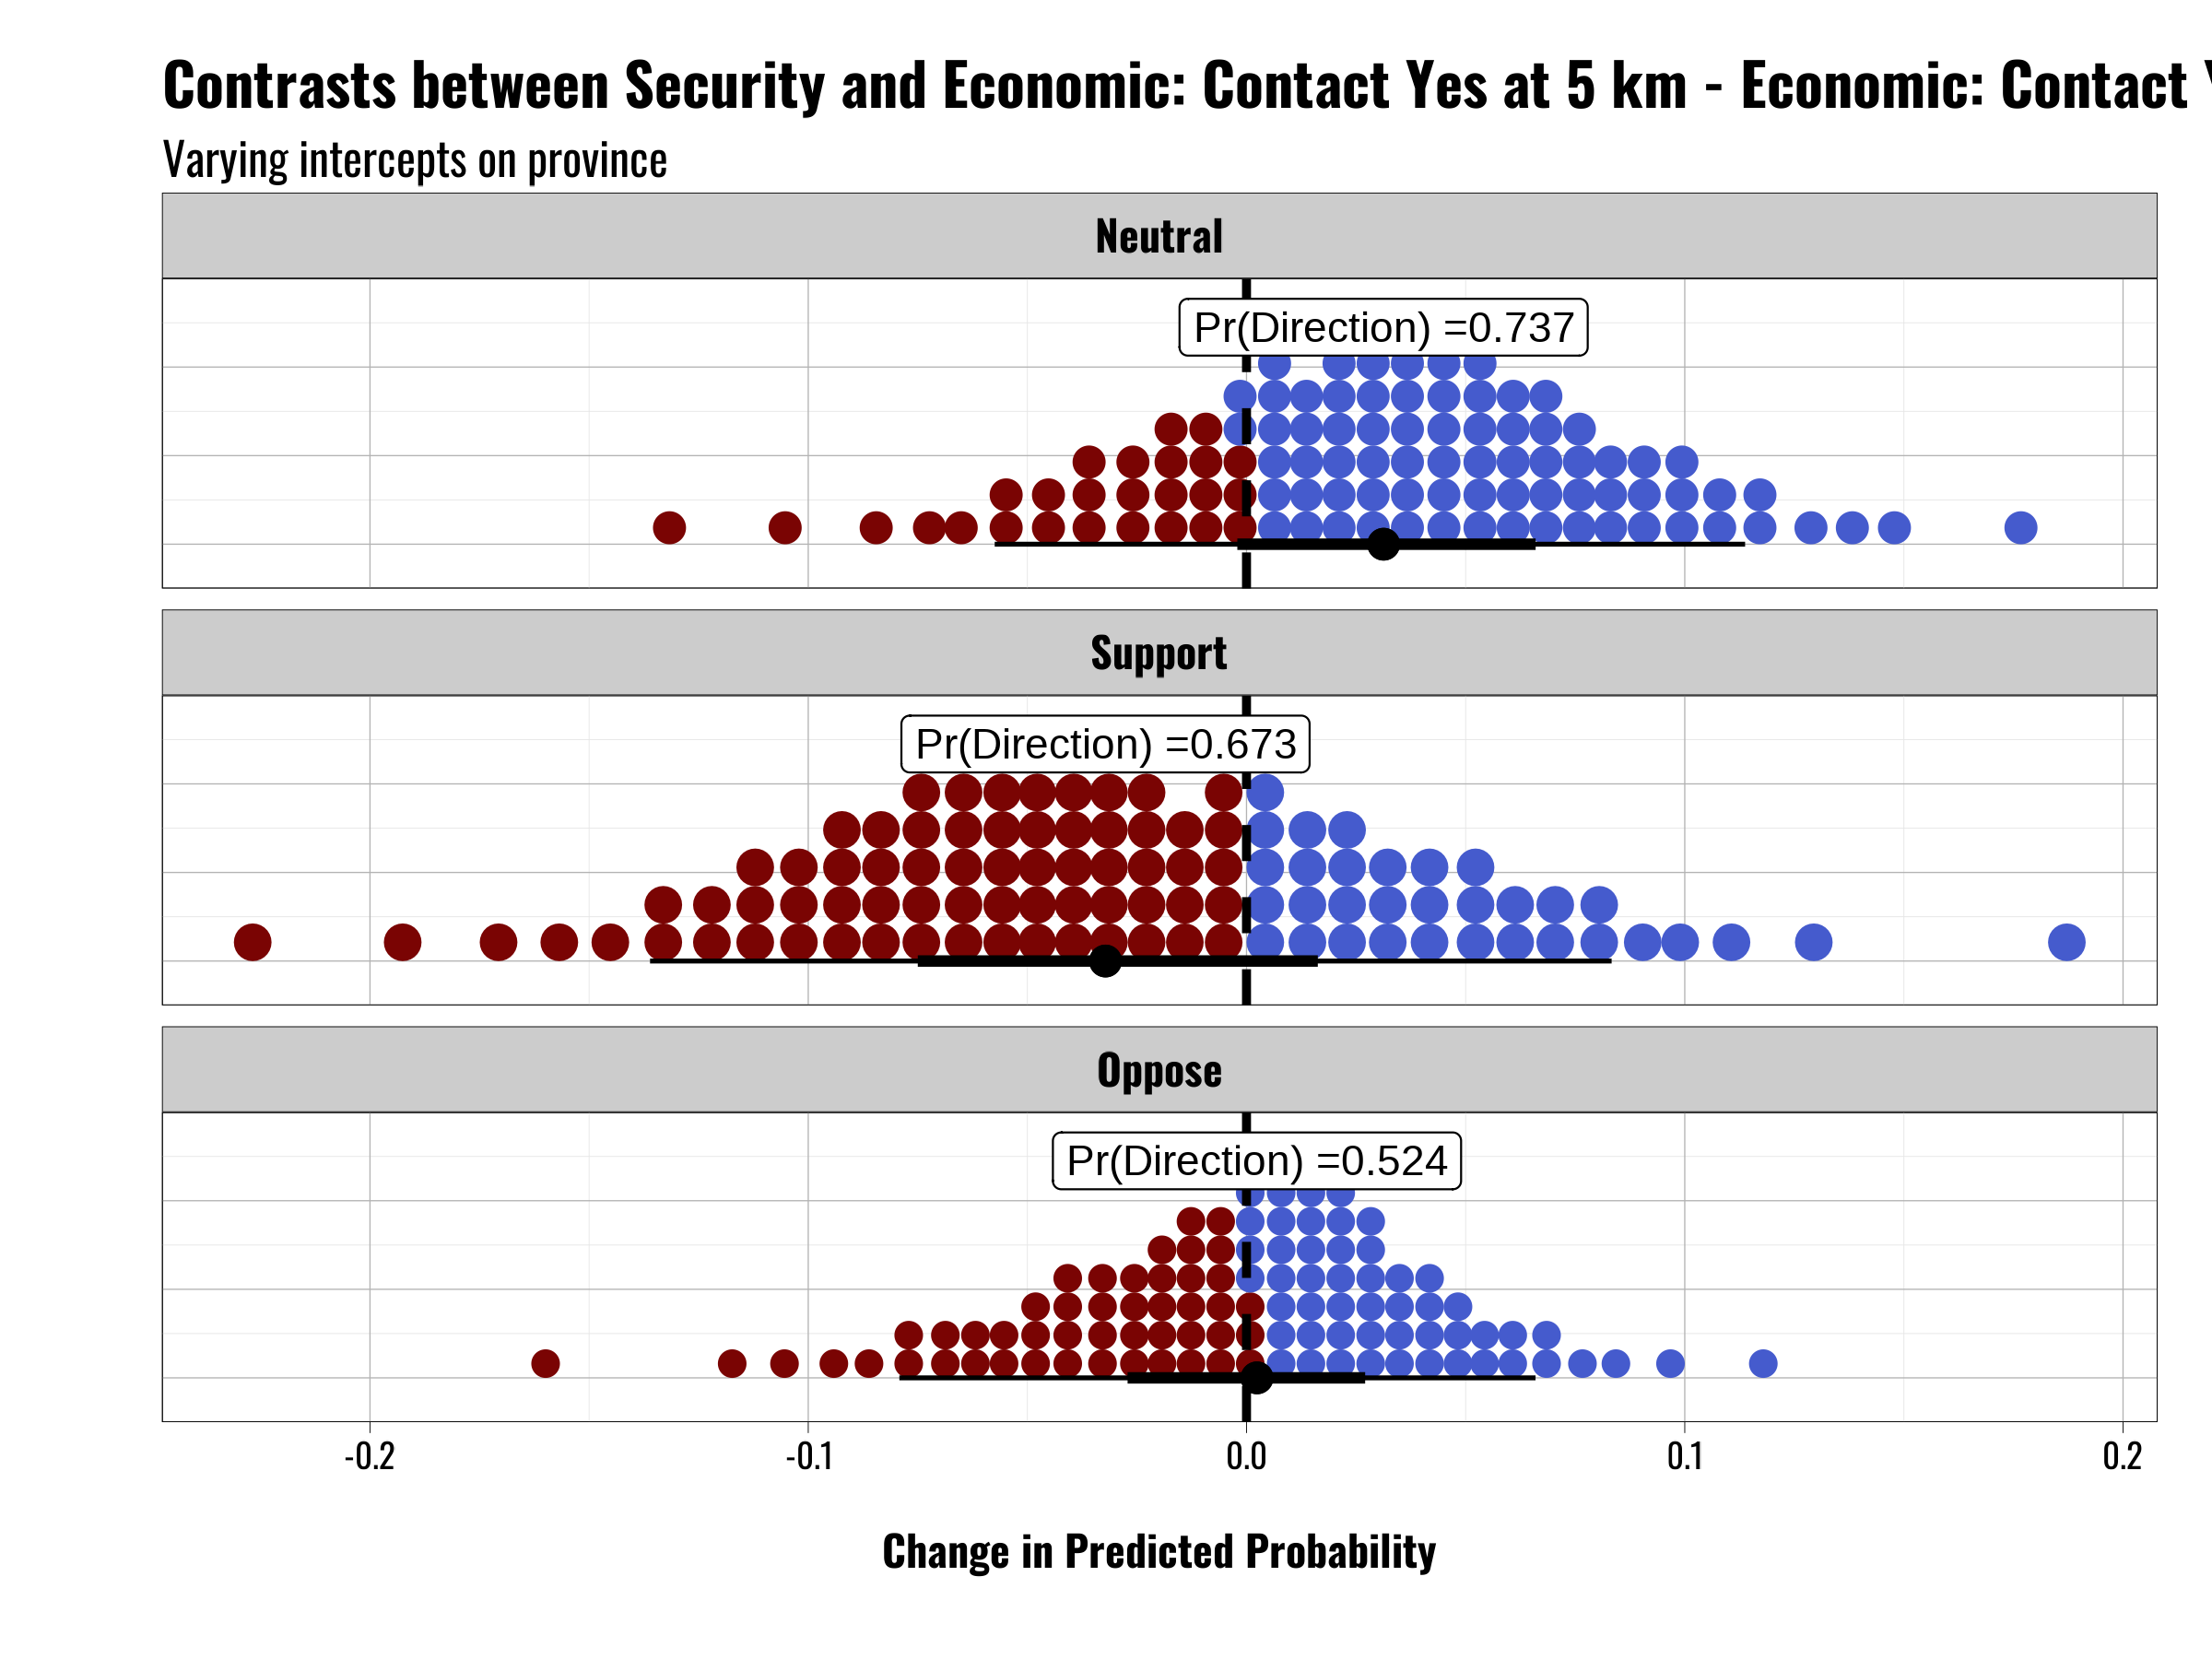 Contrasts between Security and Economic: Contact Yes at 5 km - Economic: Contact
Varying intercepts on province
Neutral
Pr(Direction) =0.737
Support
Pr(Direction) =0.673
Oppose
Pr(Direction) =0.524
-0.2 -0.1 0.0 0.1 0.2
Change in Predicted Probability